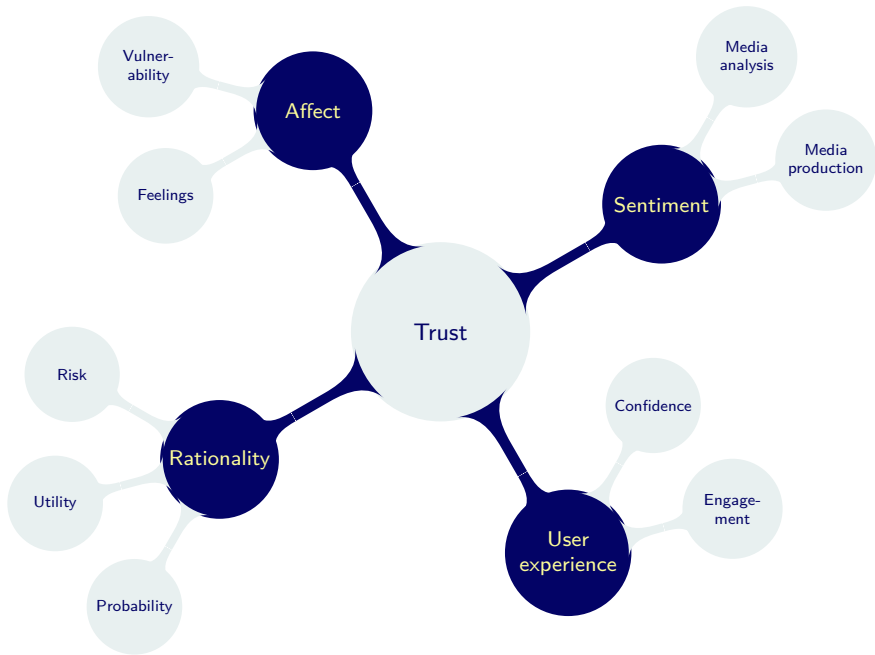 Vulner-
ability
Affect
Feelings
Media
analysis
Media
production
Sentiment
Trust
Risk
Rationality
Utility
Probability
Confidence
Engage-
ment
User
experience